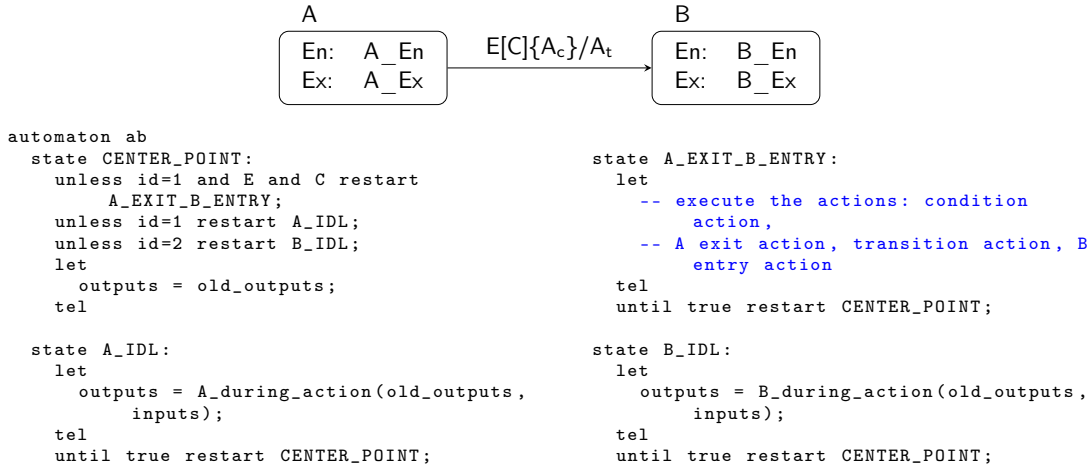 A
B
En: A_En
Ex: A_Ex
E[C]{A_c}/A_t
En: B_En
Ex: B_Ex
automaton ab
state CENTER_POINT:
unless id=1 and E and C restart
A_EXIT_B_ENTRY;
unless id=1 restart A_IDL;
unless id=2 restart B_IDL;
let
outputs = old_outputs;
tel
state A_IDL:
let
outputs = A_during_action(old_outputs,
inputs);
tel
until true restart CENTER_POINT;
state A_EXIT_B_ENTRY:
let
-- execute the actions: condition
action,
-- A exit action, transition action, B
entry action
tel
until true restart CENTER_POINT;
state B_IDL:
let
outputs = B_during_action(old_outputs,
inputs);
tel
until true restart CENTER_POINT;